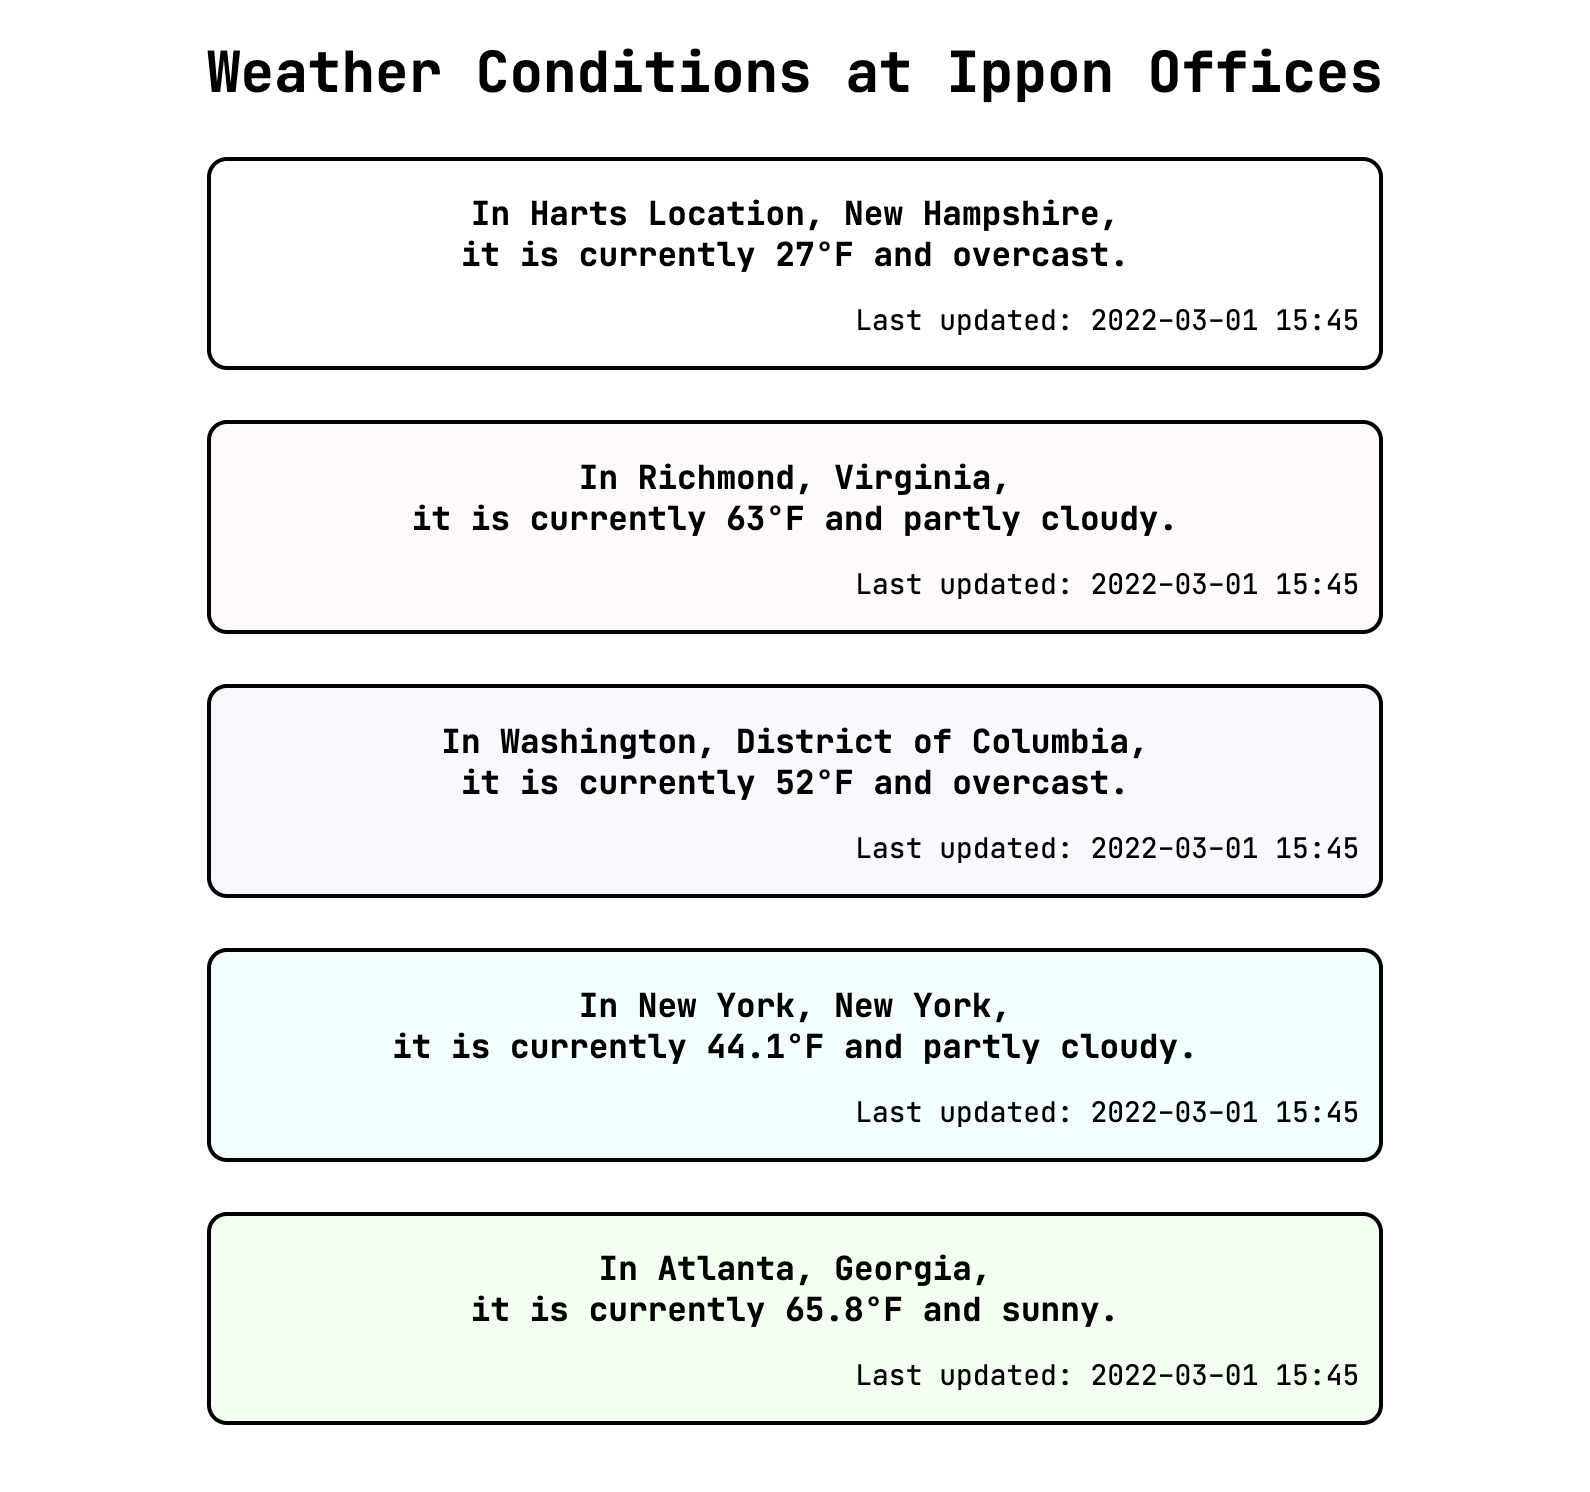 Weather Conditions at Ippon Offices
In Harts Location, New Hampshire,
it is currently 27°F and overcast.
Last updated: 2022-03-01 15:45
In Richmond, Virginia,
it is currently 63°F and partly cloudy.
Last updated: 2022-03-01 15:45
In Washington, District of Columbia,
it is currently 52°F and overcast.
Last updated: 2022-03-01 15:45
In New York, New York,
it is currently 44.1°F and partly cloudy.
Last updated: 2022-03-01 15:45
In Atlanta, Georgia,
it is currently 65.8°F and sunny.
Last updated: 2022-03-01 15:45